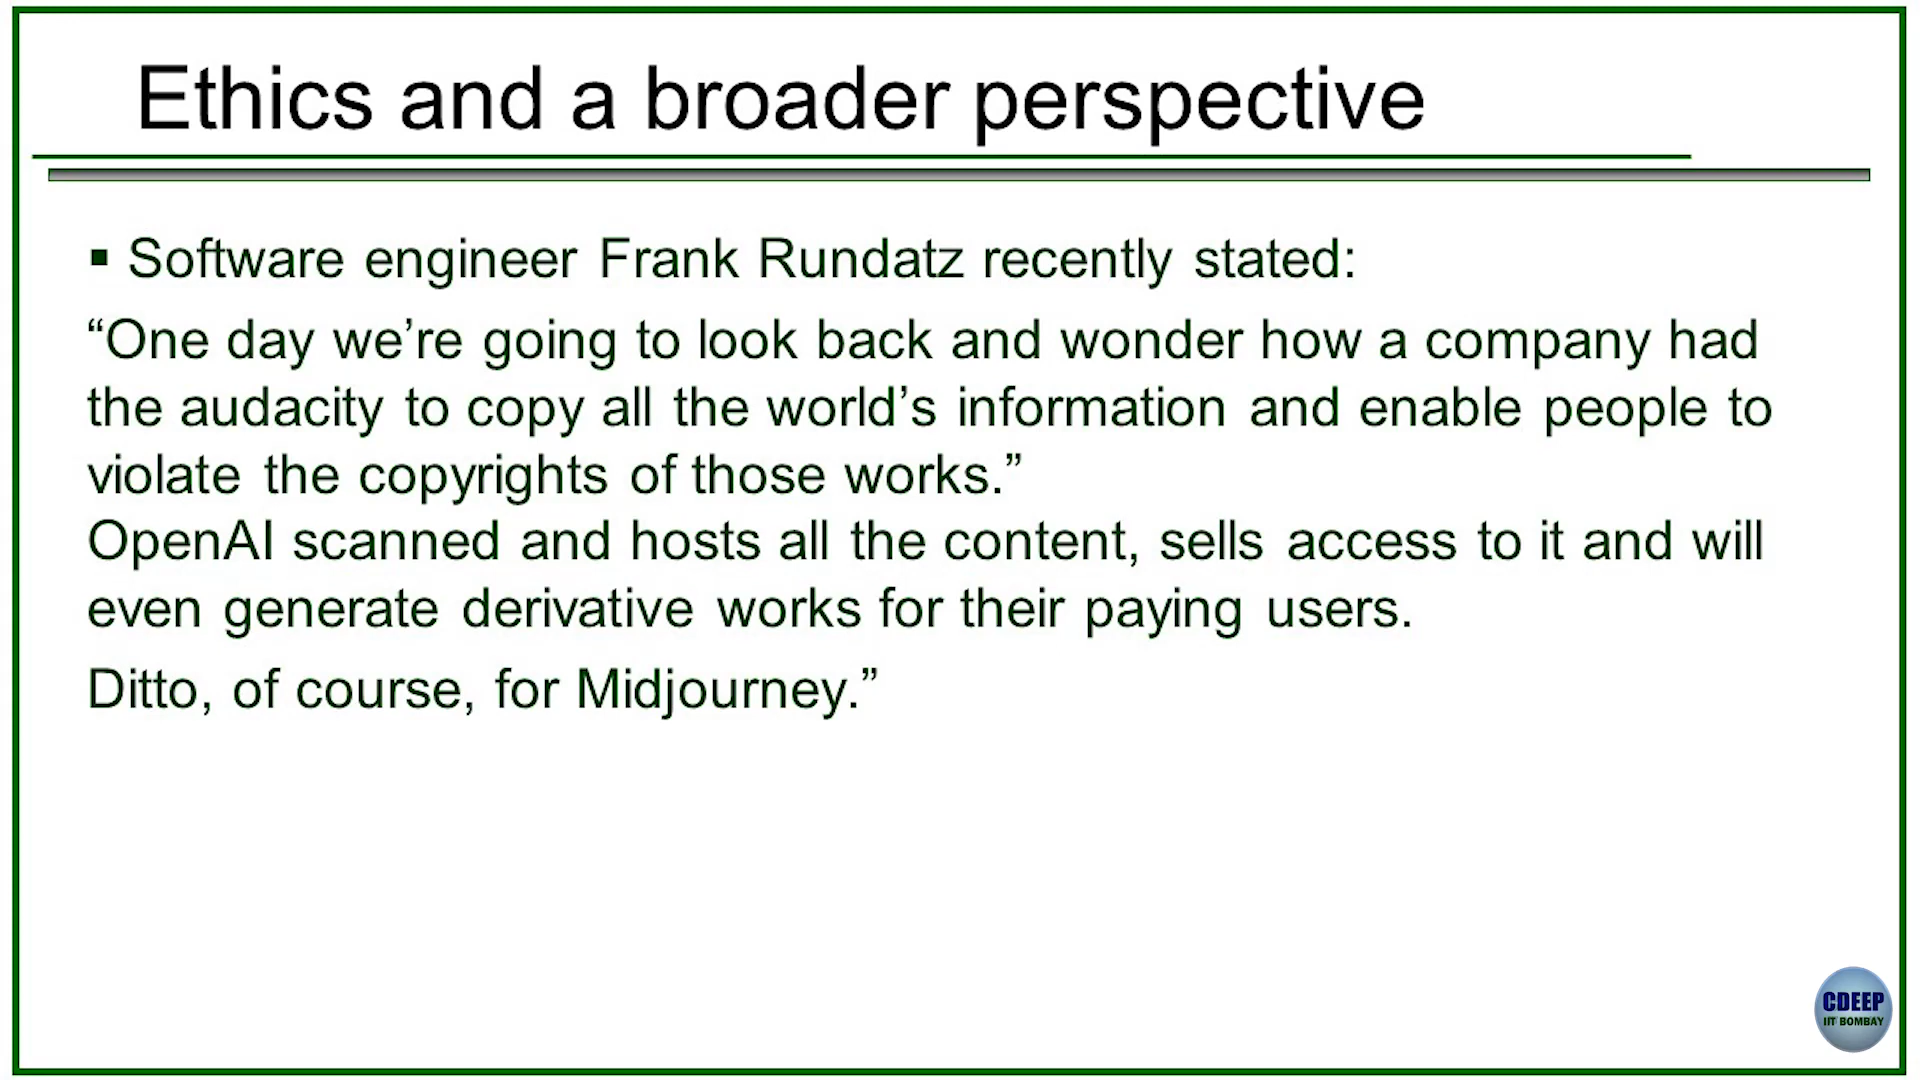 Ethics and a broader perspective
▪ Software engineer Frank Rundatz recently stated:
“One day we’re going to look back and wonder how a company had
the audacity to copy all the world’s information and enable people to
violate the copyrights of those works.”
OpenAI scanned and hosts all the content, sells access to it and will
even generate derivative works for their paying users.
Ditto, of course, for Midjourney.”
CDEEP
IIT BOMBAY